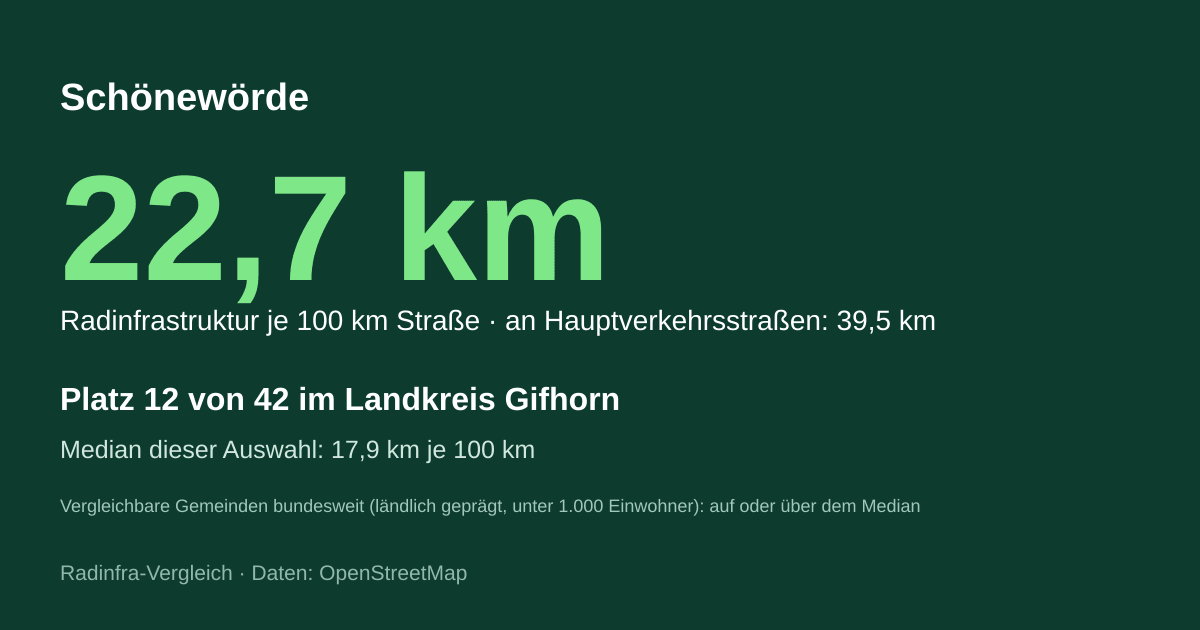 Schönewörde
22,7 km
Radinfrastruktur je 100 km Straße · an Hauptverkehrsstraßen: 39,5 km
Platz 12 von 42 im Landkreis Gifhorn
Median dieser Auswahl: 17,9 km je 100 km
Vergleichbare Gemeinden bundesweit (ländlich geprägt, unter 1.000 Einwohner): auf oder über dem Median
Radinfra-Vergleich · Daten: OpenStreetMap